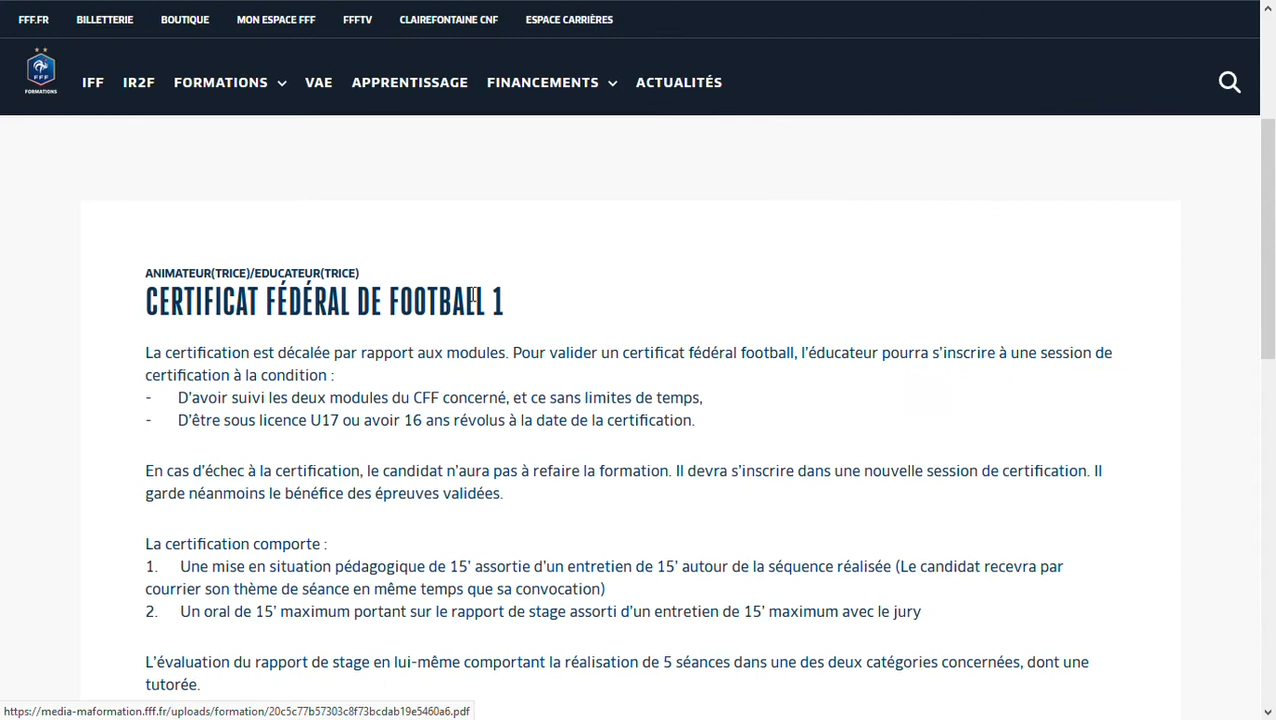 FFF.FR BILLETTERIE BOUTIQUE MON ESPACE FFF FFFTV CLAIREFONTAINE CNF ESPACE CARRIÈRES
FFF
FORMATIONS
IFF IR2F FORMATIONS VAE APPRENTISSAGE FINANCEMENTS ACTUALITÉS
ANIMATEUR(TRICE)/EDUCATEUR(TRICE)
CERTIFICAT FÉDÉRAL DE FOOTBALL 1
La certification est décalée par rapport aux modules. Pour valider un certificat fédéral football, l’éducateur pourra s’inscrire à une session de
certification à la condition :
- D’avoir suivi les deux modules du CFF concerné, et ce sans limites de temps,
- D’être sous licence U17 ou avoir 16 ans révolus à la date de la certification.
En cas d’échec à la certification, le candidat n’aura pas à refaire la formation. Il devra s’inscrire dans une nouvelle session de certification. Il
garde néanmoins le bénéfice des épreuves validées.
La certification comporte :
1. Une mise en situation pédagogique de 15’ assortie d’un entretien de 15’ autour de la séquence réalisée (Le candidat recevra par
courrier son thème de séance en même temps que sa convocation)
2. Un oral de 15’ maximum portant sur le rapport de stage assorti d’un entretien de 15’ maximum avec le jury
L’évaluation du rapport de stage en lui-même comportant la réalisation de 5 séances dans une des deux catégories concernées, dont une
tutorée.
https://media-maformation.fff.fr/uploads/formation/20c5c77b57303c8f73bcdab19e5460a6.pdf